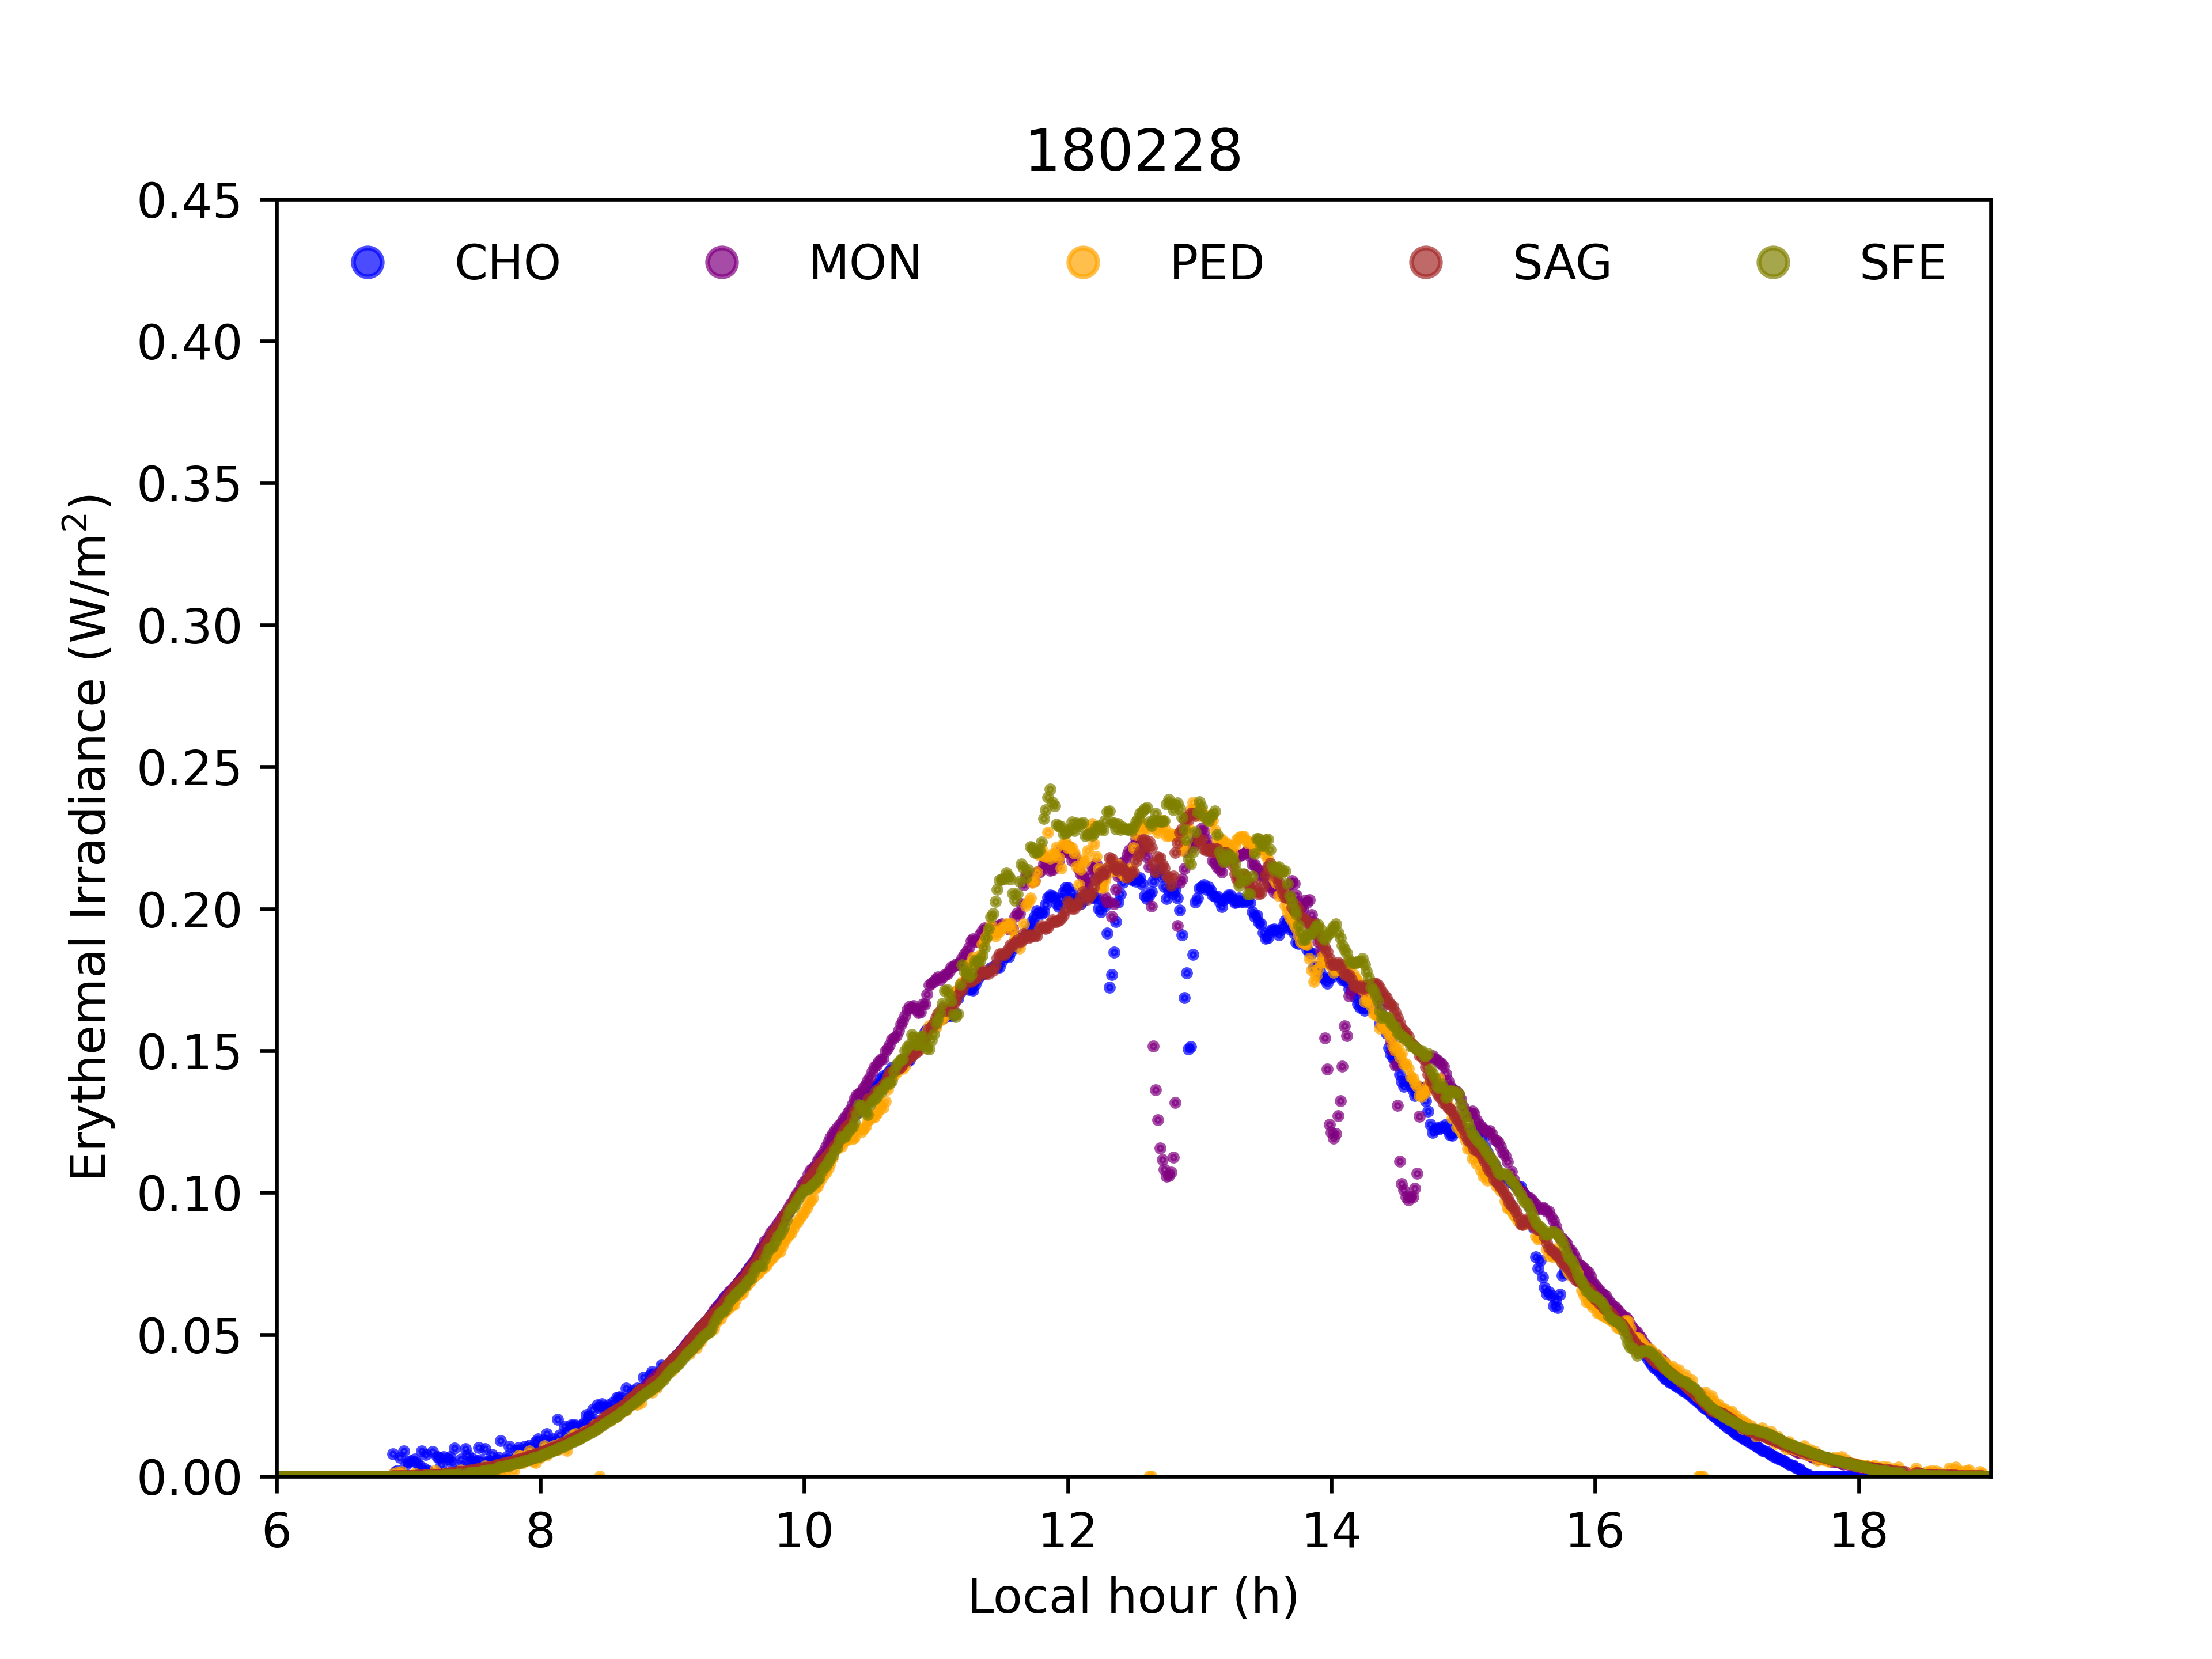 180228
0.45
CHO MON PED SAG SFE
0.40
0.35
0.30
0.25
0.20
0.15
0.10
0.05
0.00
Erythemal Irradiance (W/m²)
6 8 10 12 14 16 18
Local hour (h)